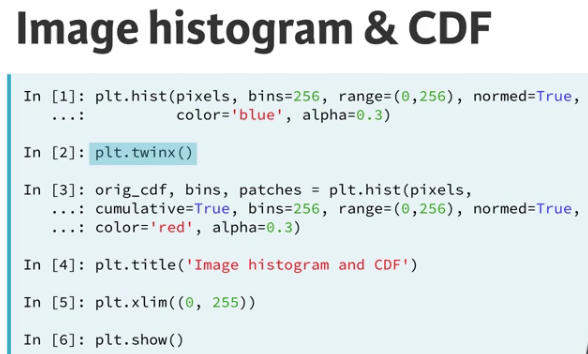 Image histogram & CDF
In [1]: plt.hist(pixels, bins=256, range=(0,256), normed=True,
...: color='blue', alpha=0.3)
In [2]: plt.twinx()
In [3]: orig_cdf, bins, patches = plt.hist(pixels,
...: cumulative=True, bins=256, range=(0,256), normed=True,
...: color='red', alpha=0.3)
In [4]: plt.title('Image histogram and CDF')
In [5]: plt.xlim((0, 255))
In [6]: plt.show()